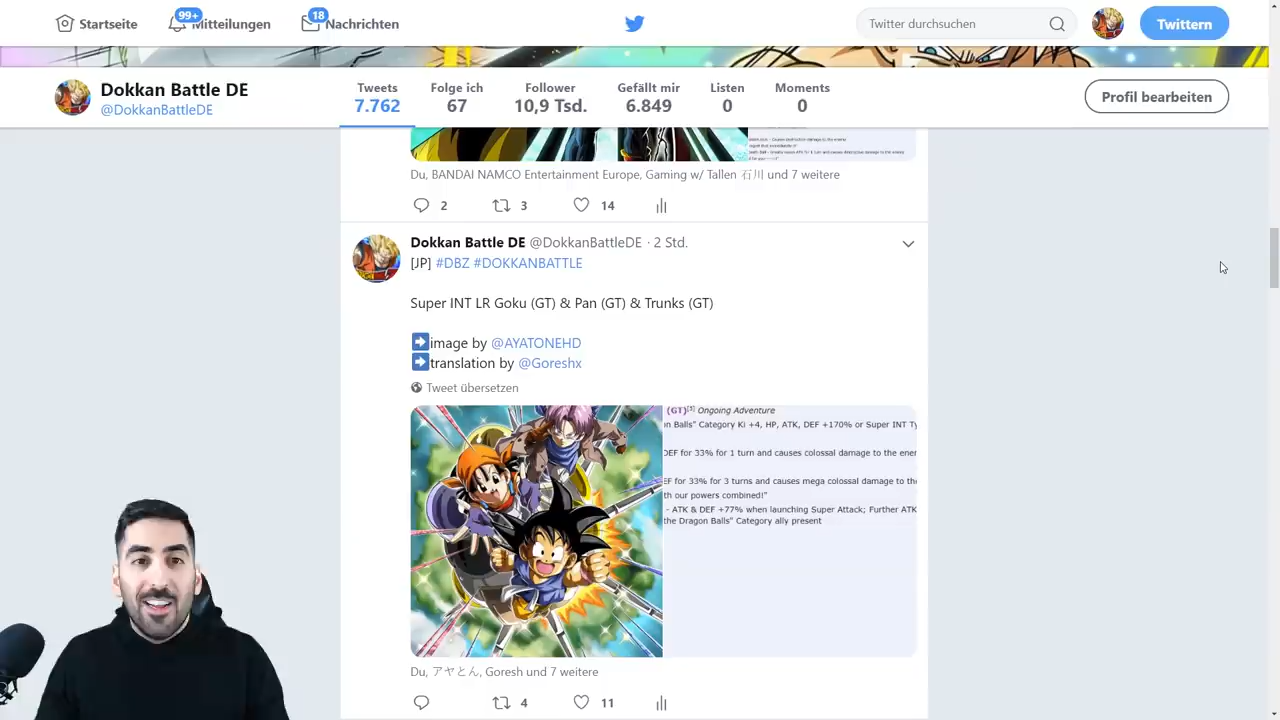 Startseite
99+
Mitteilungen
18
Nachrichten
Twitter durchsuchen
Twittern
Dokkan Battle DE
@DokkanBattleDE
Tweets
7.762
Folge ich
67
Follower
10,9 Tsd.
Gefällt mir
6.849
Listen
0
Moments
0
Profil bearbeiten
Du, BANDAI NAMCO Entertainment Europe, Gaming w/ Tallen 石川 und 7 weitere
2
3
14
Dokkan Battle DE @DokkanBattleDE · 2 Std.
[JP] #DBZ #DOKKANBATTLE
Super INT LR Goku (GT) & Pan (GT) & Trunks (GT)
➡image by @AYATONEHD
➡translation by @Goreshx
Tweet übersetzen
(GT)[5] Ongoing Adventure
n Balls" Category Ki +4, HP, ATK, DEF +170% or Super INT Ty
DEF for 33% for 1 turn and causes colossal damage to the ener
EF for 33% for 3 turns and causes mega colossal damage to th
th our powers combined!"
- ATK & DEF +77% when launching Super Attack; Further ATK
the Dragon Balls" Category ally present
Du, アヤとん, Goresh und 7 weitere
4
11